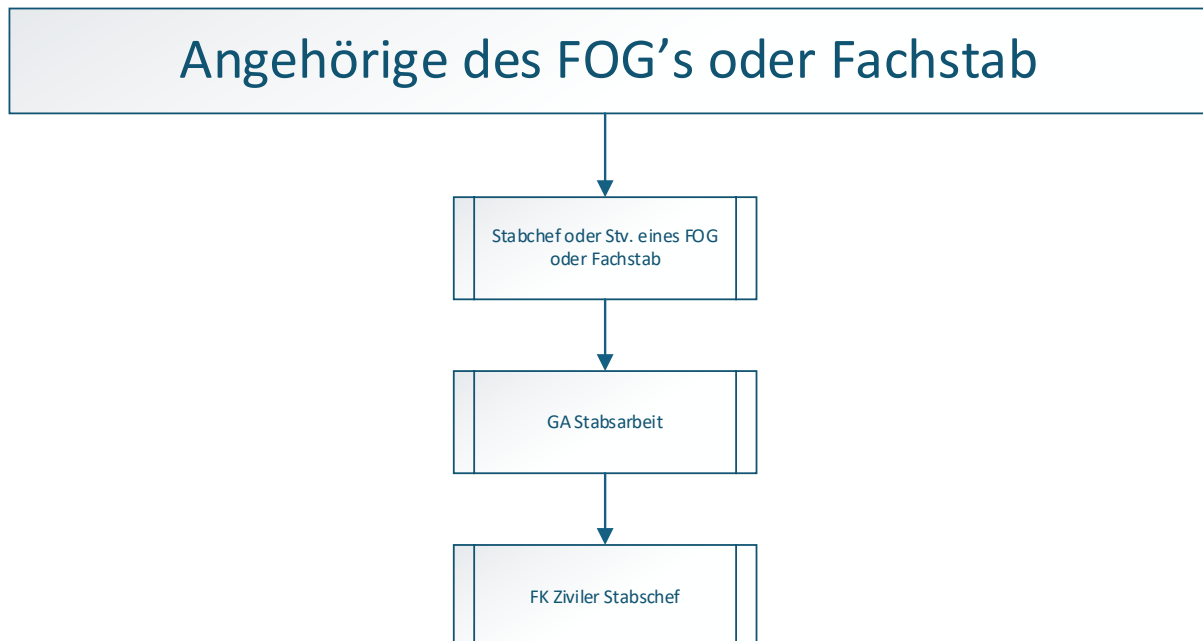 Angehörige des FOG’s oder Fachstab
Stabchef oder Stv. eines FOG
oder Fachstab
GA Stabsarbeit
FK Ziviler Stabschef